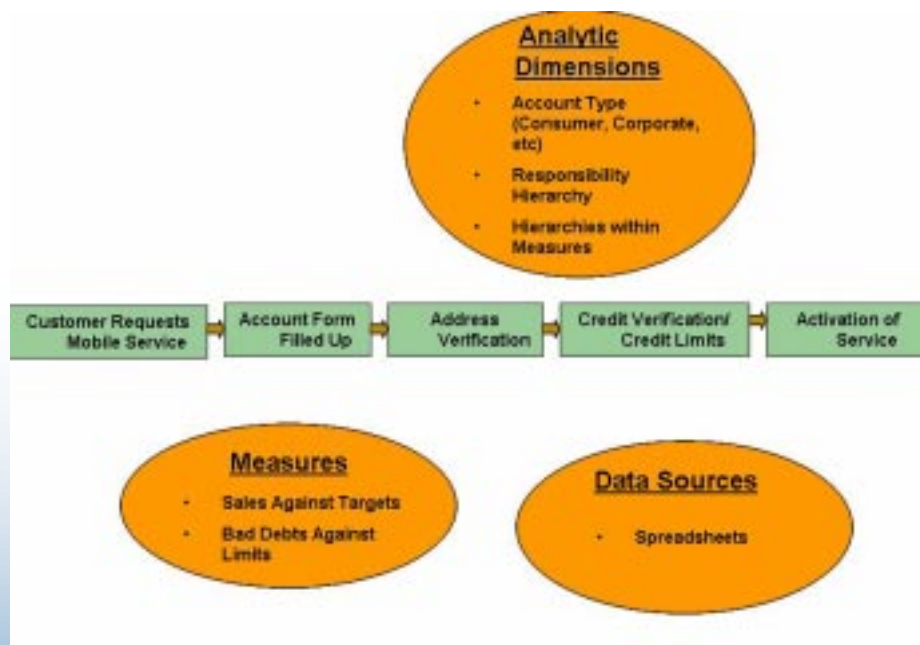 Analytic
Dimensions
• Account Type
(Consumer, Corporate,
etc)
• Responsibility
Hierarchy
• Hierarchies within
Measures
Customer Requests
Mobile Service
Account Form
Filled Up
Address
Verification
Credit Verification/
Credit Limits
Activation of
Service
Measures
• Sales Against Targets
• Bad Debts Against
Limits
Data Sources
• Spreadsheets